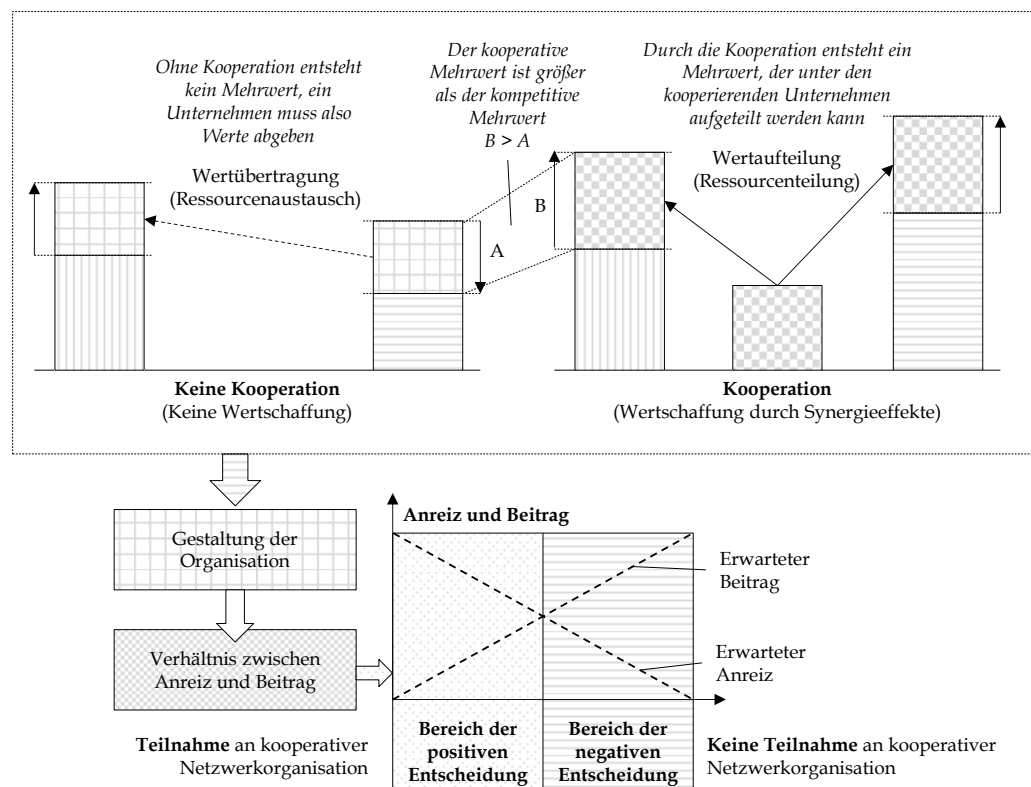 Ohne Kooperation entsteht
kein Mehrwert, ein
Unternehmen muss also
Werte abgeben
Der kooperative
Mehrwert ist größer
als der kompetitive
Mehrwert
B > A
Durch die Kooperation entsteht ein
Mehrwert, der unter den
kooperierenden Unternehmen
aufgeteilt werden kann
Wertübertragung
(Ressourcenaustausch)
A
B
Wertaufteilung
(Ressourcenteilung)
Keine Kooperation
(Keine Wertschaffung)
Kooperation
(Wertschaffung durch Synergieeffekte)
Gestaltung der
Organisation
Verhältnis zwischen
Anreiz und Beitrag
Anreiz und Beitrag
Erwarteter
Beitrag
Erwarteter
Anreiz
Teilnahme an kooperativer
Netzwerkorganisation
Bereich der
positiven
Entscheidung
Bereich der
negativen
Entscheidung
Keine Teilnahme an kooperativer
Netzwerkorganisation